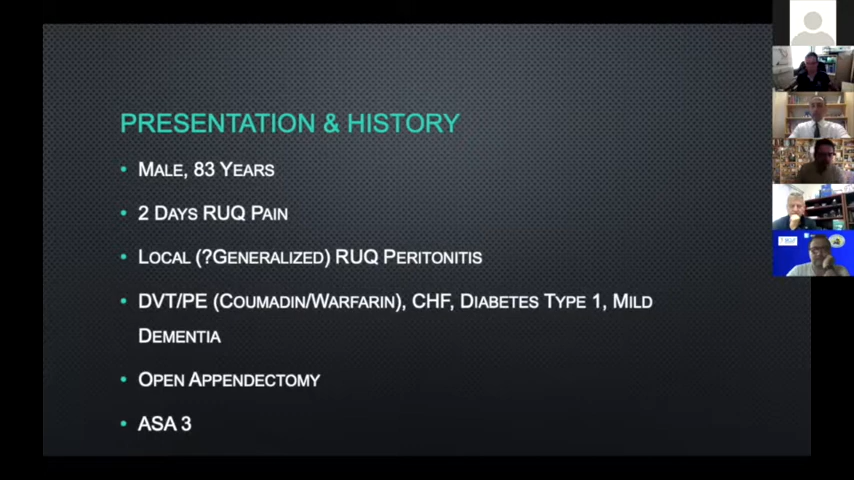 PRESENTATION & HISTORY
• MALE, 83 YEARS
• 2 DAYS RUQ PAIN
• LOCAL (?GENERALIZED) RUQ PERITONITIS
• DVT/PE (COUMADIN/WARFARIN), CHF, DIABETES TYPE 1, MILD
DEMENTIA
• OPEN APPENDECTOMY
• ASA 3